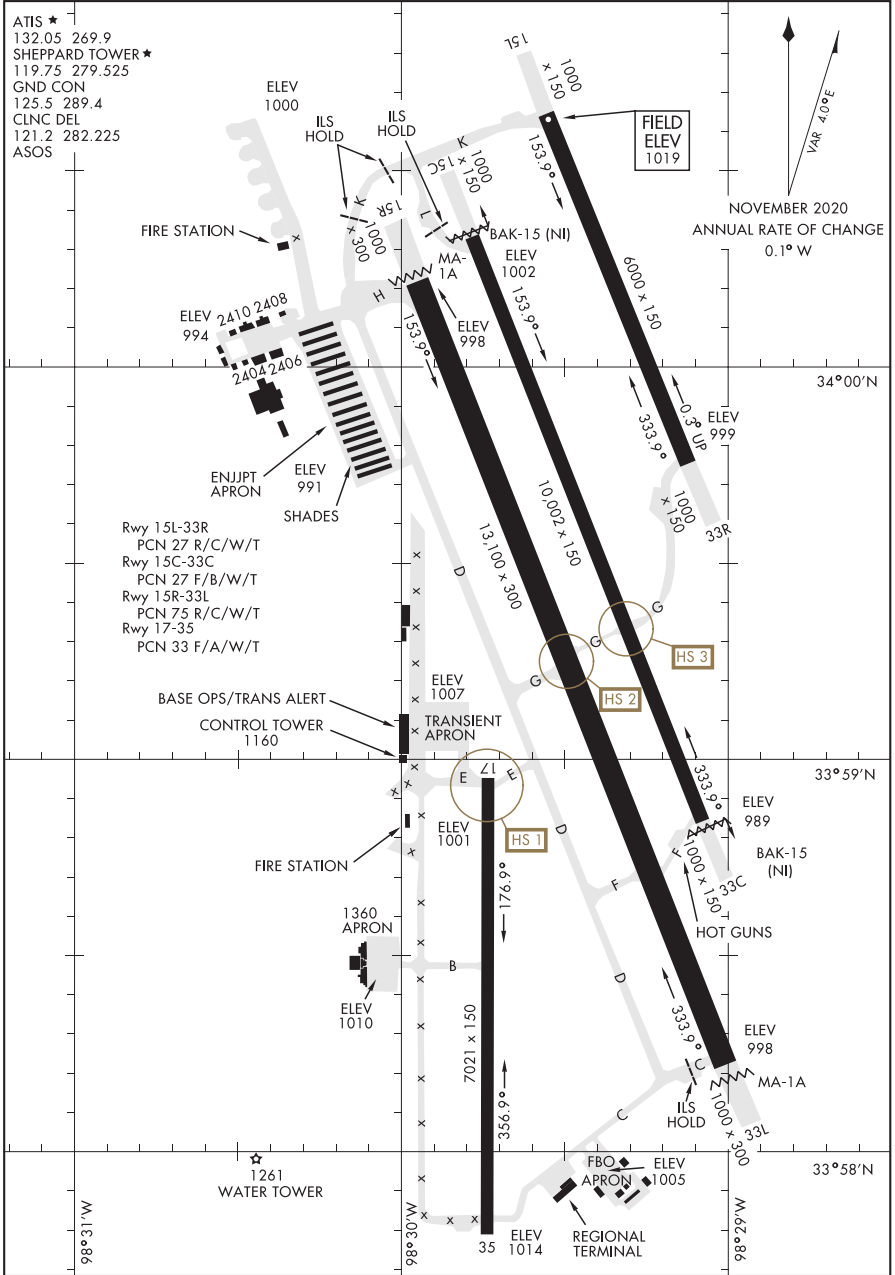 ATIS ★
132.05 269.9
SHEPPARD TOWER ★
119.75 279.525
GND CON
125.5 289.4
CLNC DEL
121.2 282.225
ASOS
ELEV
1000
ILS
HOLD
ILS
HOLD
15L
1000
x 150
FIELD
ELEV
1019
VAR 4.0°E
NOVEMBER 2020
ANNUAL RATE OF CHANGE
0.1° W
FIRE STATION
x
K
15R
1000
x 300
L
K
15C
1000
x 150
153.9°
BAK-15 (NI)
MA-
1A
ELEV
1002
H
ELEV
998
153.9°
153.9°
6000 x 150
2410 2408
ELEV
994
2404 2406
34°00'N
ENJJPT
APRON
ELEV
991
SHADES
333.9°
0.3° UP
ELEV
999
1000
x 150
33R
13,100 x 300
10,002 x 150
Rwy 15L-33R
PCN 27 R/C/W/T
Rwy 15C-33C
PCN 27 F/B/W/T
Rwy 15R-33L
PCN 75 R/C/W/T
Rwy 17-35
PCN 33 F/A/W/T
x
x
x
x
x
x
D
G
G
G
HS 3
HS 2
BASE OPS/TRANS ALERT
CONTROL TOWER
1160
ELEV
1007
TRANSIENT
APRON
33°59'N
E
17
E
HS 1
ELEV
1001
x x
x
x
FIRE STATION
D
333.9°
ELEV
989
BAK-15
(NI)
F
1000 x 150
33C
F
HOT GUNS
176.9°
1360
APRON
x
x
x
B
ELEV
1010
D
7021 x 150
356.9°
333.9°
ELEV
998
C
MA-1A
ILS
HOLD
1000 x 300
33L
C
x
x
x
x
x x x
1261
WATER TOWER
FBO
APRON
ELEV
1005
33°58'N
REGIONAL
TERMINAL
35
ELEV
1014
98°31'W
98°30'W
98°29'W